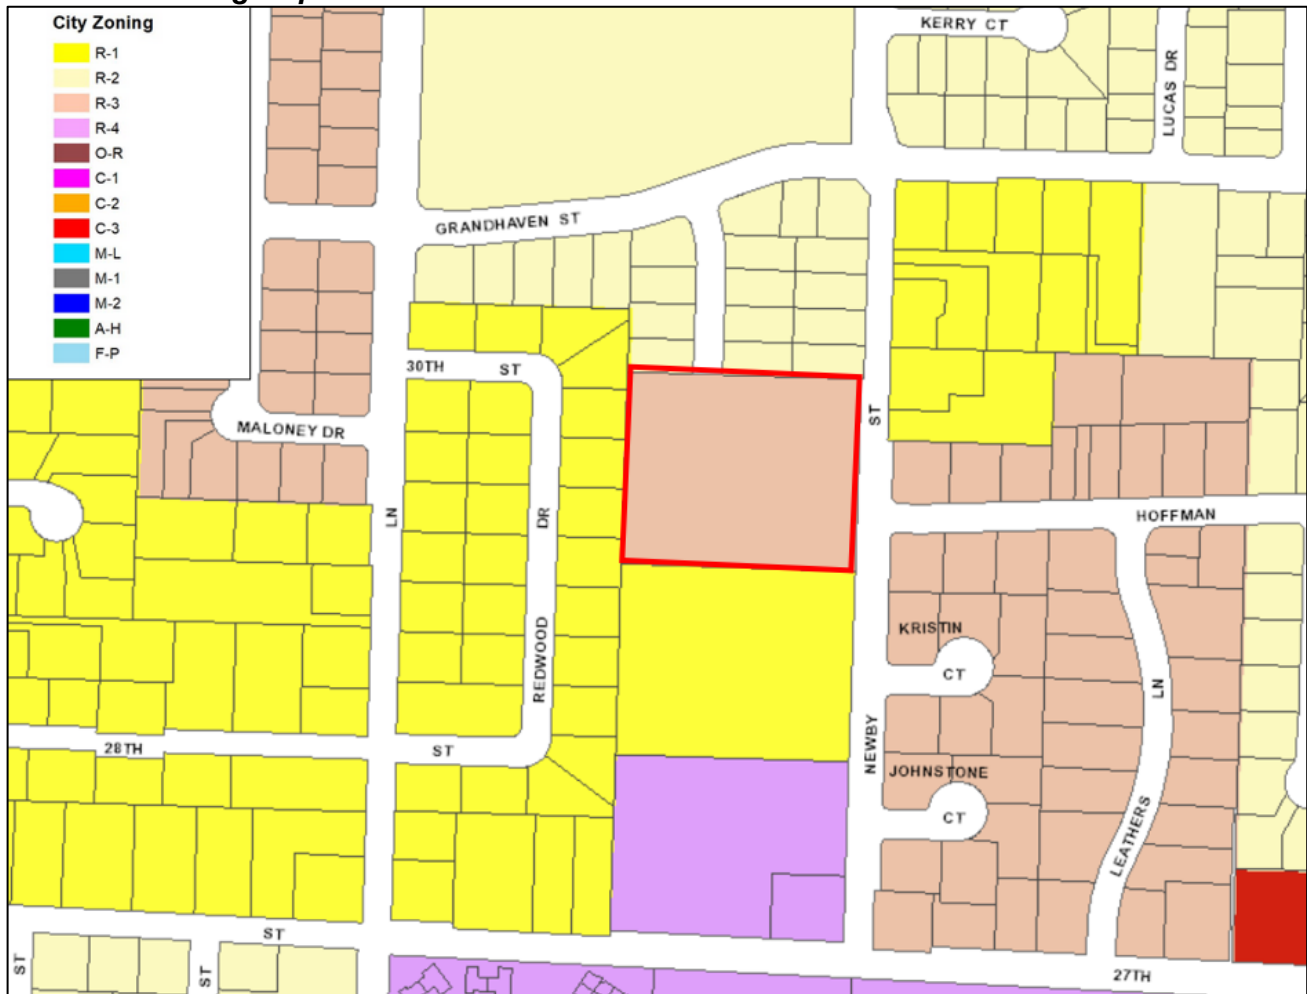 City Zoning
R-1
R-2
R-3
R-4
O-R
C-1
C-2
C-3
M-L
M-1
M-2
A-H
F-P
KERRY CT
LUCAS DR
GRANDHAVEN ST
30TH ST
MALONEY DR
ST
LN
DR
HOFFMAN
REDWOOD
KRISTIN
CT
LN
NEWBY
28TH
ST
JOHNSTONE
CT
LEATHERS
ST
ST
ST
27TH